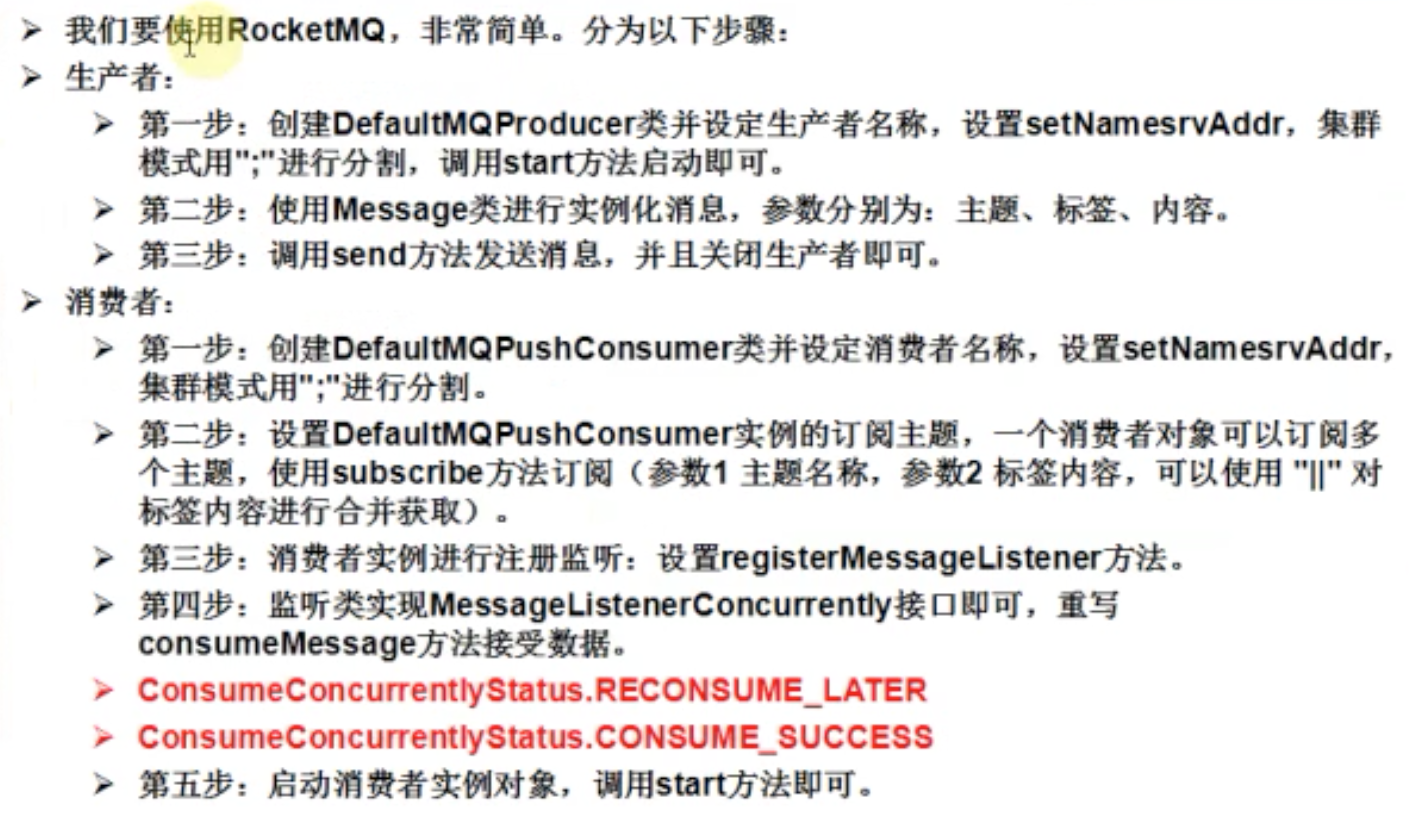 我们要使用RocketMQ，非常简单。分为以下步骤：
生产者：
第一步：创建DefaultMQProducer类并设定生产者名称，设置setNamesrvAddr，集群
模式用";"进行分割，调用start方法启动即可。
第二步：使用Message类进行实例化消息，参数分别为：主题、标签、内容。
第三步：调用send方法发送消息，并且关闭生产者即可。
消费者：
第一步：创建DefaultMQPushConsumer类并设定消费者名称，设置setNamesrvAddr，
集群模式用";"进行分割。
第二步：设置DefaultMQPushConsumer实例的订阅主题，一个消费者对象可以订阅多
个主题，使用subscribe方法订阅（参数1 主题名称，参数2 标签内容，可以使用 "||" 对
标签内容进行合并获取）。
第三步：消费者实例进行注册监听：设置registerMessageListener方法。
第四步：监听类实现MessageListenerConcurrently接口即可，重写
consumeMessage方法接受数据。
ConsumeConcurrentlyStatus.RECONSUME_LATER
ConsumeConcurrentlyStatus.CONSUME_SUCCESS
第五步：启动消费者实例对象，调用start方法即可。